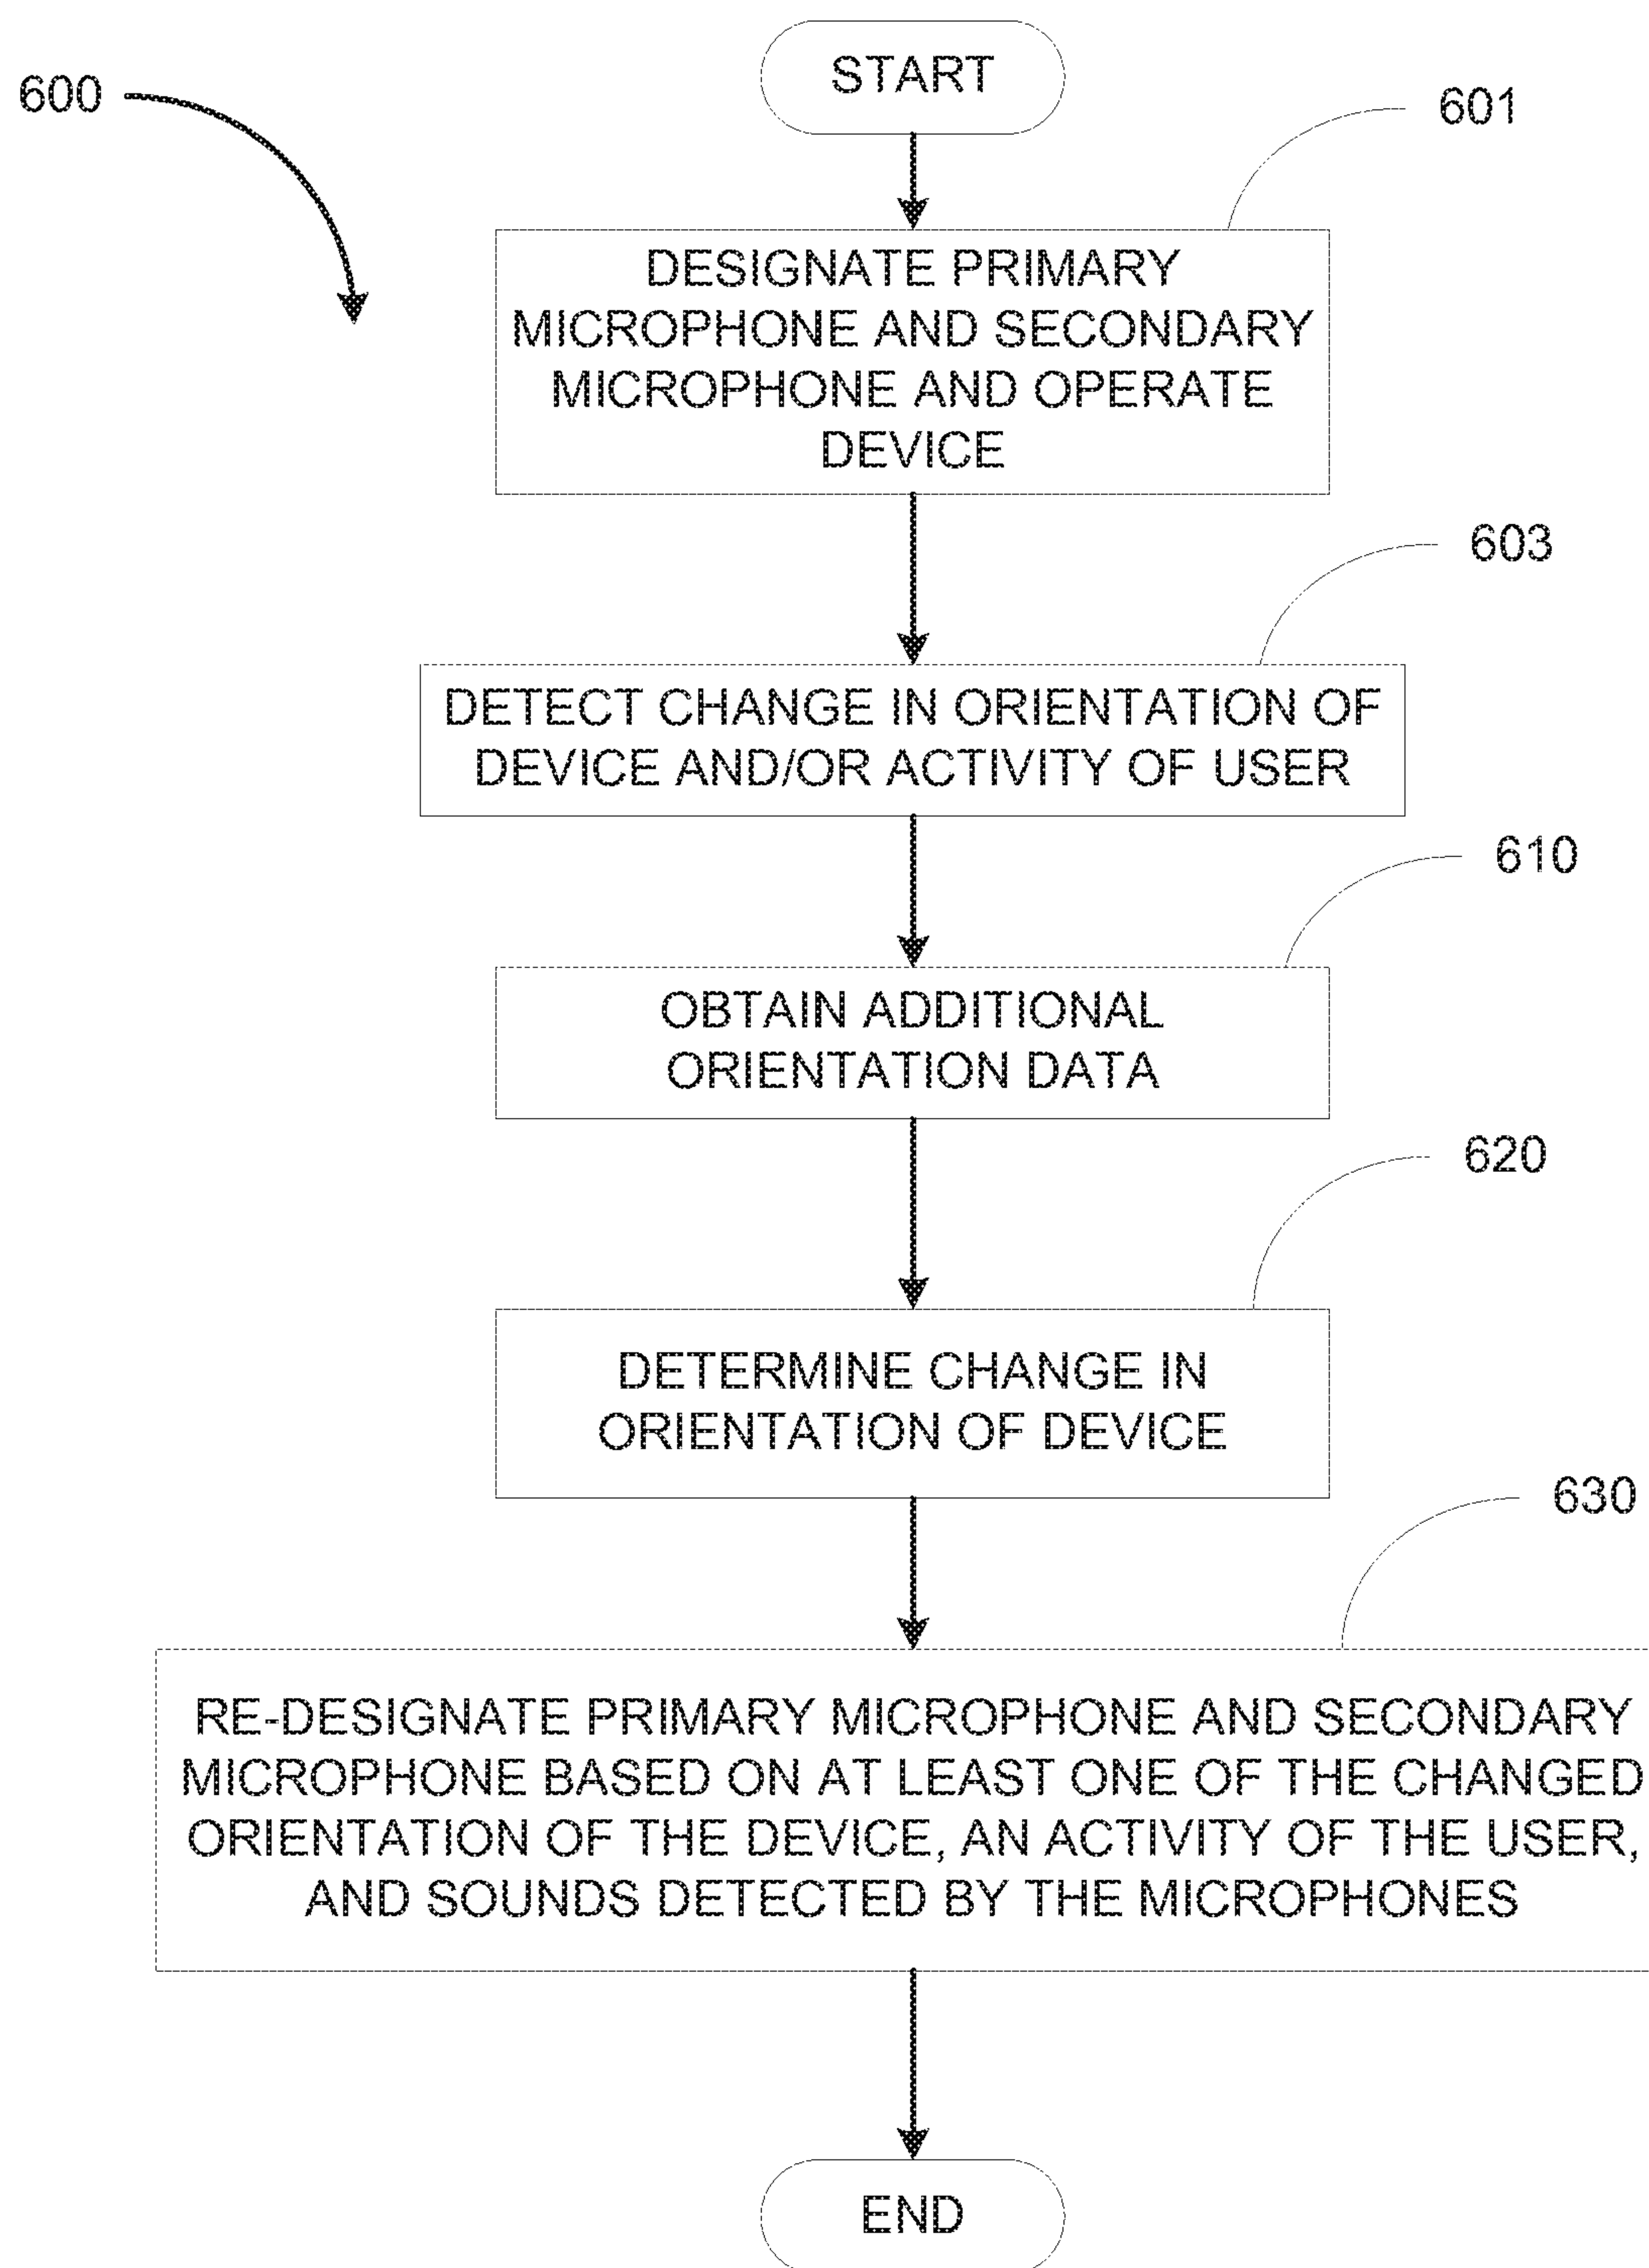 START
600
601
DESIGNATE PRIMARY
MICROPHONE AND SECONDARY
MICROPHONE AND OPERATE
DEVICE
603
DETECT CHANGE IN ORIENTATION OF
DEVICE AND/OR ACTIVITY OF USER
610
OBTAIN ADDITIONAL
ORIENTATION DATA
620
DETERMINE CHANGE IN
ORIENTATION OF DEVICE
630
RE-DESIGNATE PRIMARY MICROPHONE AND SECONDARY
MICROPHONE BASED ON AT LEAST ONE OF THE CHANGED
ORIENTATION OF THE DEVICE, AN ACTIVITY OF THE USER,
AND SOUNDS DETECTED BY THE MICROPHONES
END